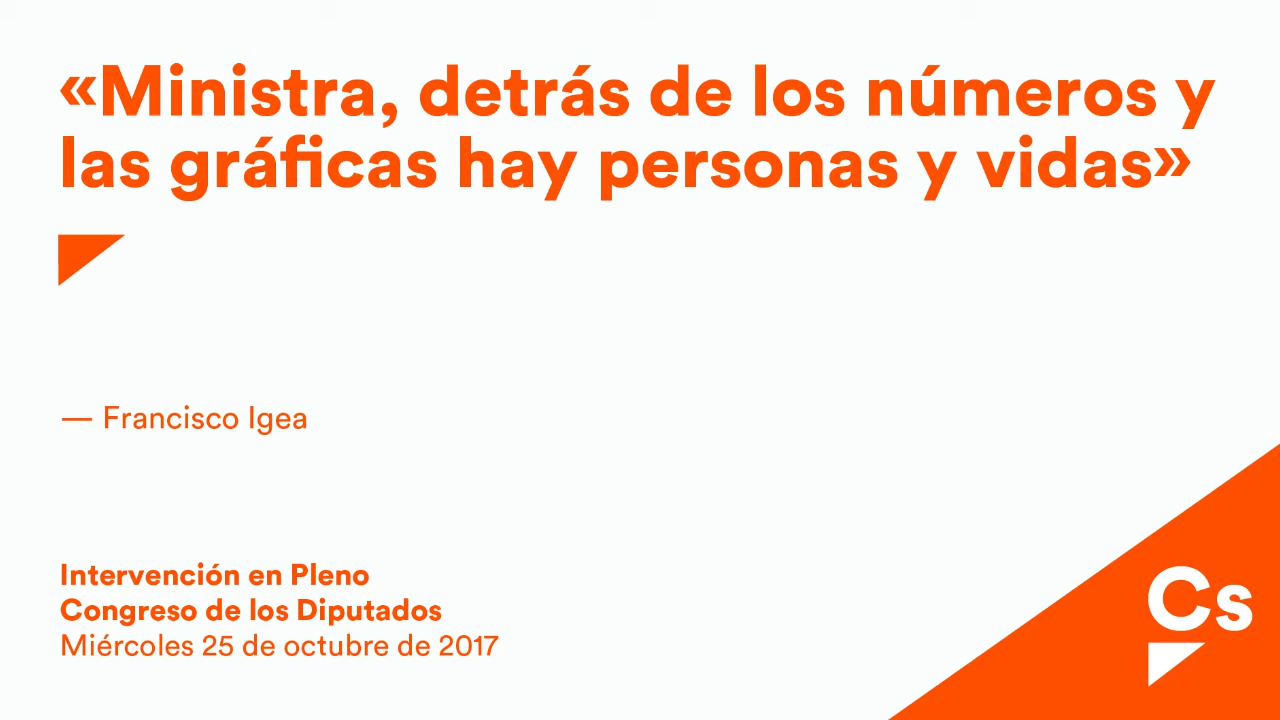 «Ministra, detrás de los números y
las gráficas hay personas y vidas»
— Francisco Igea
Intervención en Pleno
Congreso de los Diputados
Miércoles 25 de octubre de 2017
Cs